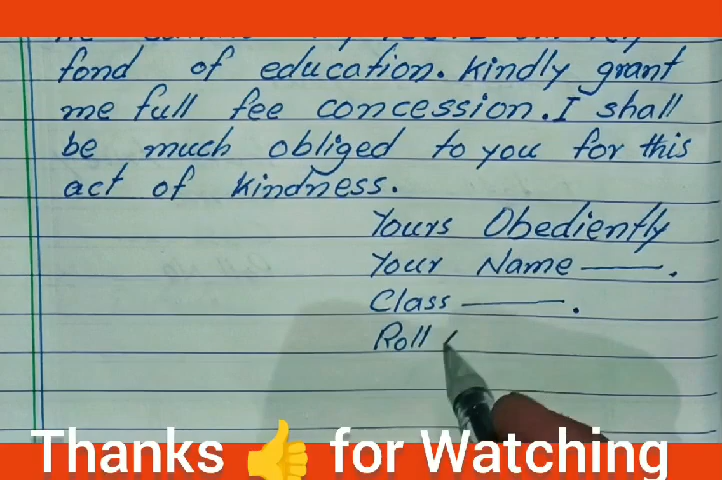 fond of education. Kindly grant
me full fee concession. I shall
be much obliged to you for this
act of kindness.
Yours Obediently
Your Name ——.
Class ——.
Roll
Thanks 👍 for Watching